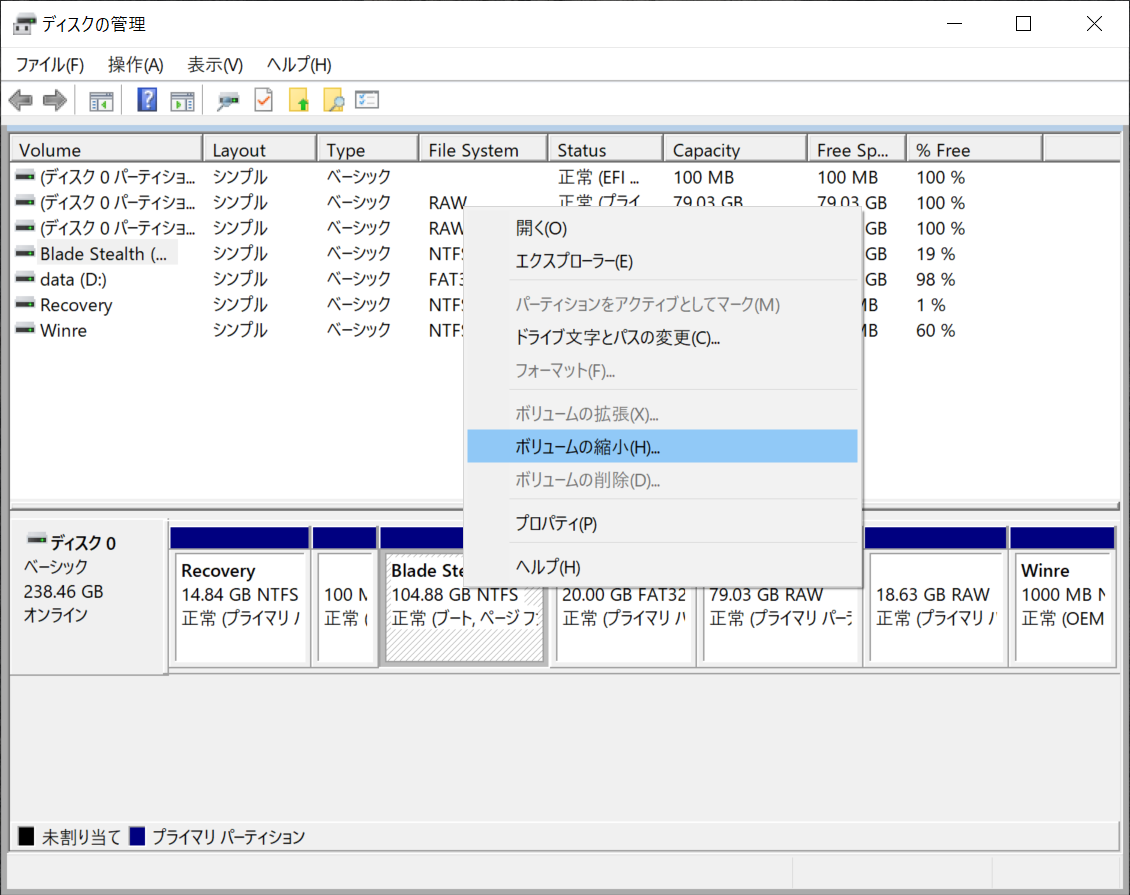 ディスクの管理
ファイル(F) 操作(A) 表示(V) ヘルプ(H)
Volume Layout Type File System Status Capacity Free Sp... % Free
(ディスク 0 パーティショ... シンプル ベーシック 正常 (EFI ... 100 MB 100 MB 100 %
(ディスク 0 パーティショ... シンプル ベーシック RAW 正常 (プライ 79.03 GB 79.03 GB 100 %
(ディスク 0 パーティショ... シンプル ベーシック RAW GB 100 %
Blade Stealth (... シンプル ベーシック NTFS GB 19 %
data (D:) シンプル ベーシック FAT3 GB 98 %
Recovery シンプル ベーシック NTFS MB 1 %
Winre シンプル ベーシック NTFS MB 60 %
開く(O)
エクスプローラー(E)
パーティションをアクティブとしてマーク(M)
ドライブ文字とパスの変更(C)...
フォーマット(F)...
ボリュームの拡張(X)...
ボリュームの縮小(H)...
ボリュームの削除(D)...
プロパティ(P)
ヘルプ(H)
ディスク 0
ベーシック
238.46 GB
オンライン
Recovery
14.84 GB NTFS
正常 (プライマリ パ
100 M
正常 (
Blade Ste
104.88 GB NTFS
正常 (ブート, ページ フ
20.00 GB FAT32
正常 (プライマリ パ
79.03 GB RAW
正常 (プライマリ パーテ
18.63 GB RAW
正常 (プライマリ パ
Winre
1000 MB N
正常 (OEM
未割り当て プライマリ パーティション